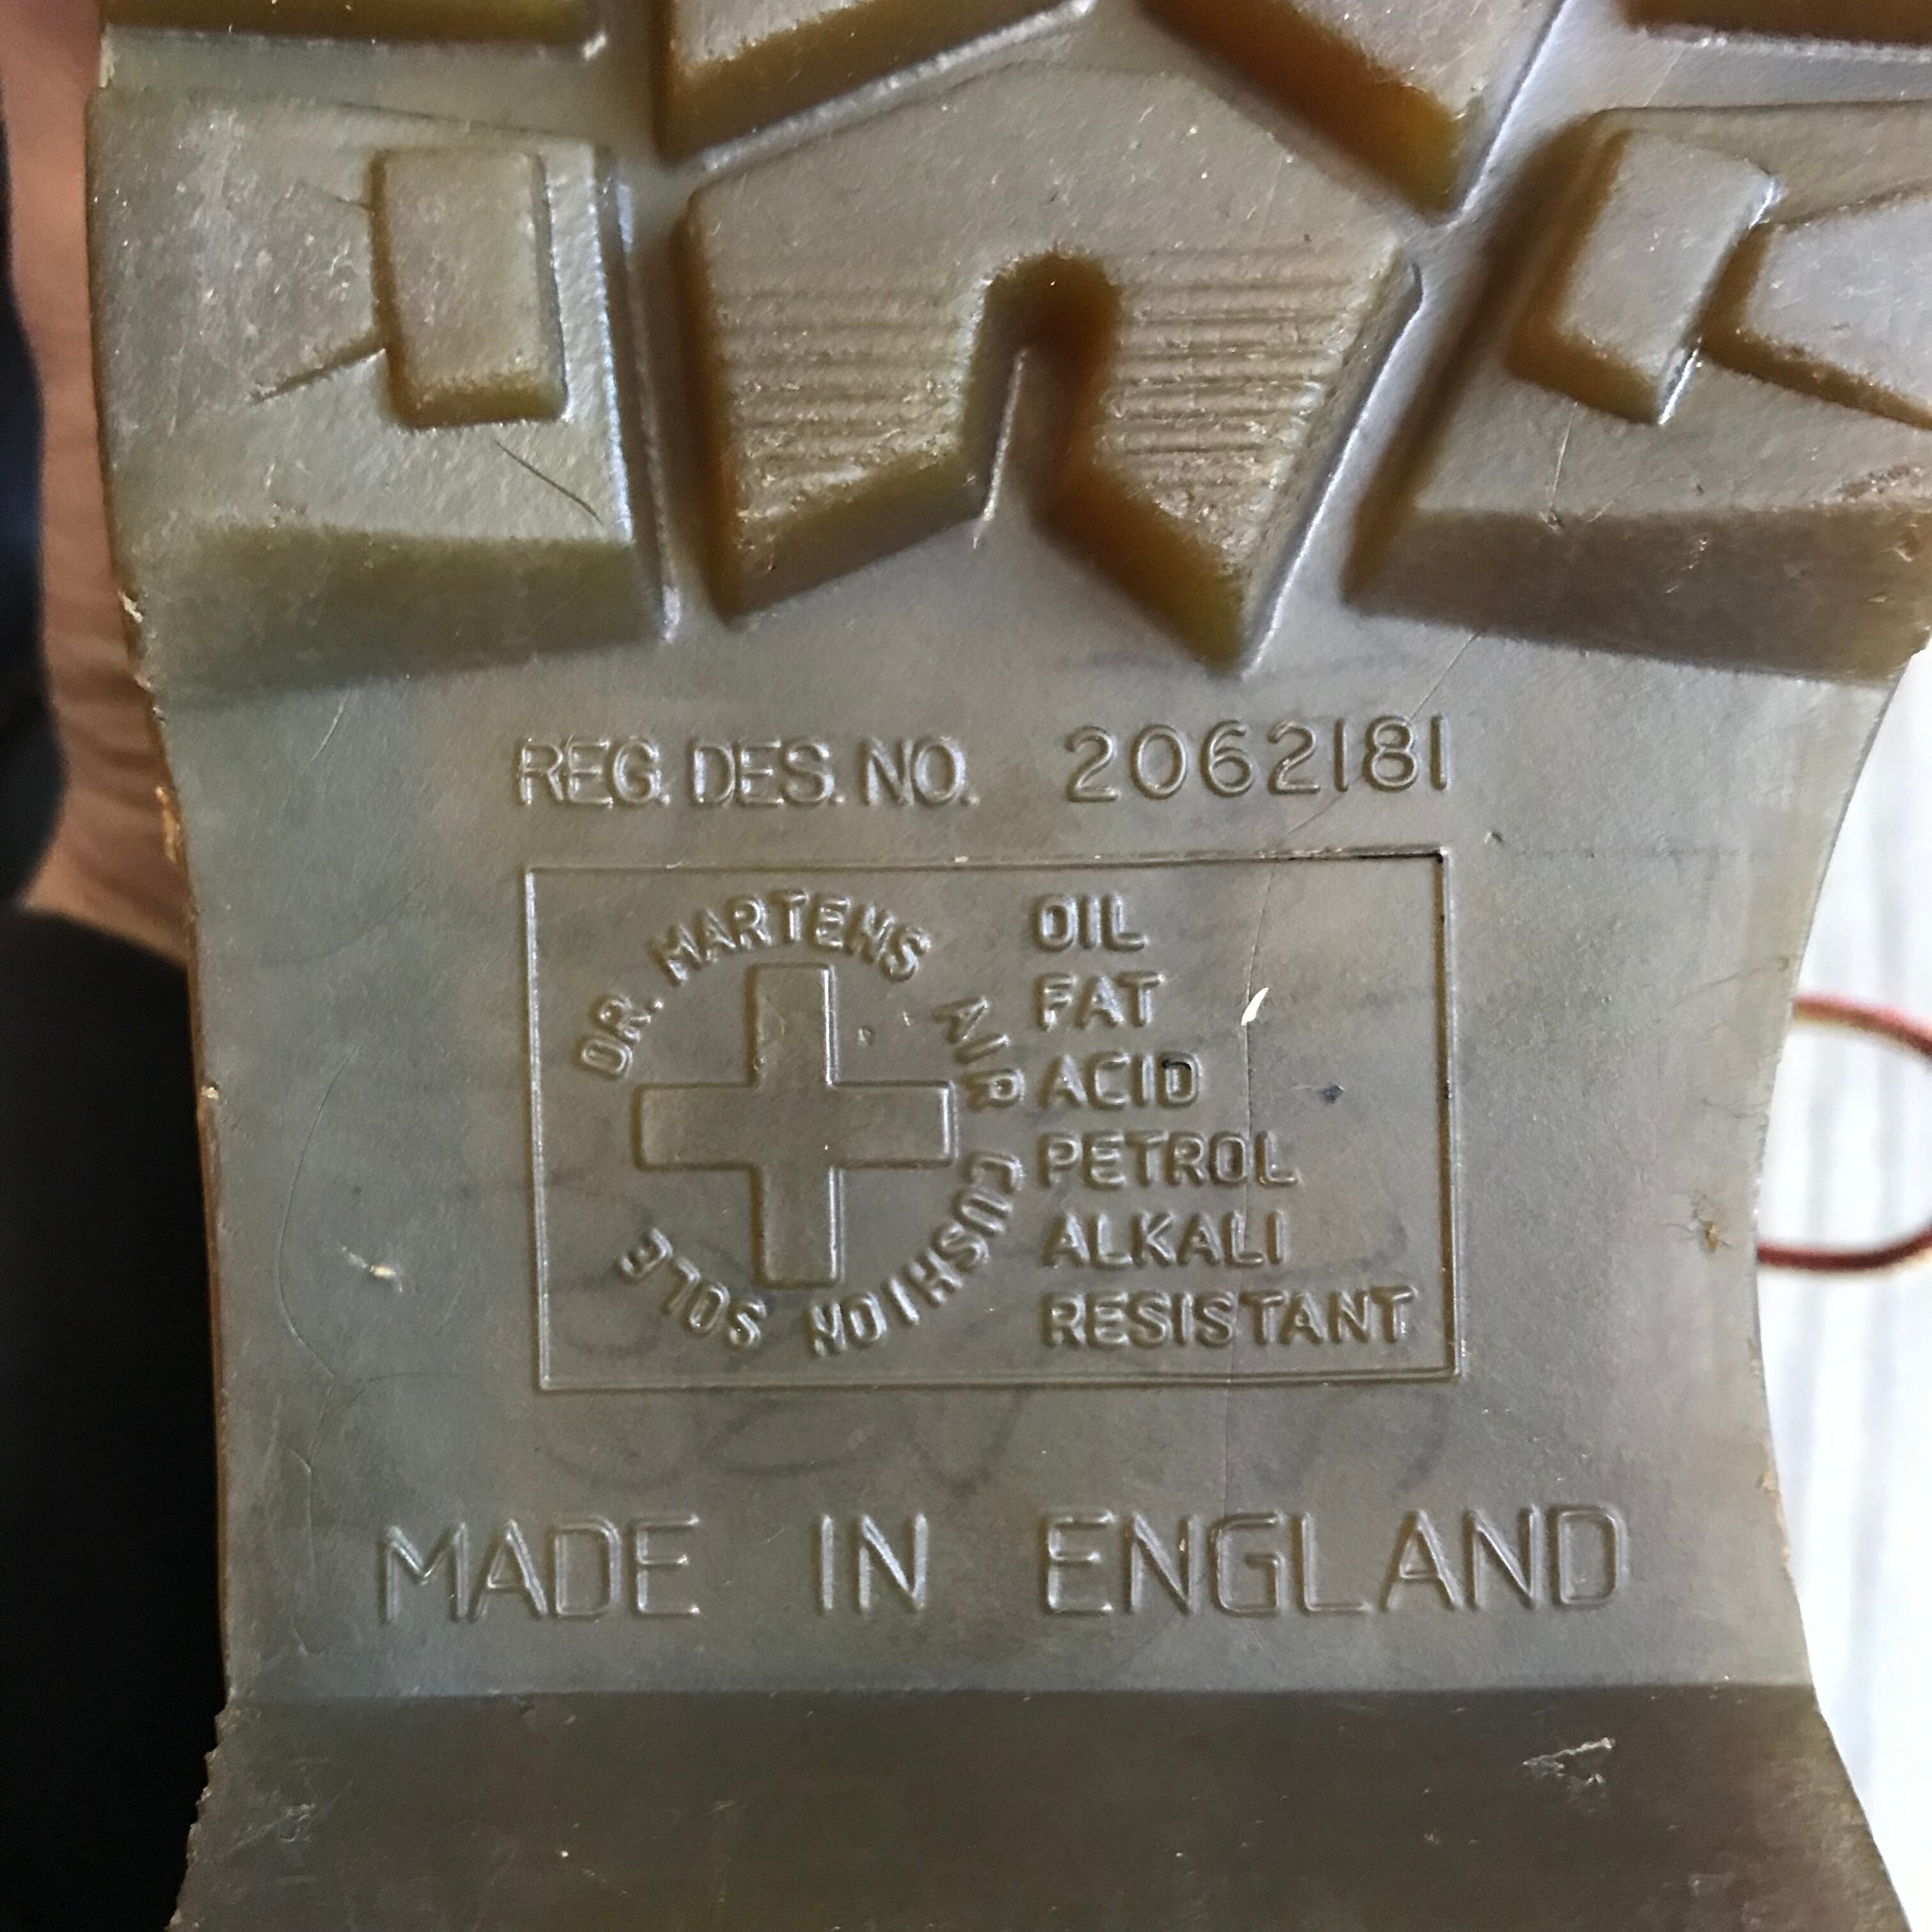 REG. DES. NO. 2062181
DR. MARTENS AIR CUSHION SOLE
OIL
FAT
ACID
PETROL
ALKALI
RESISTANT
MADE IN ENGLAND